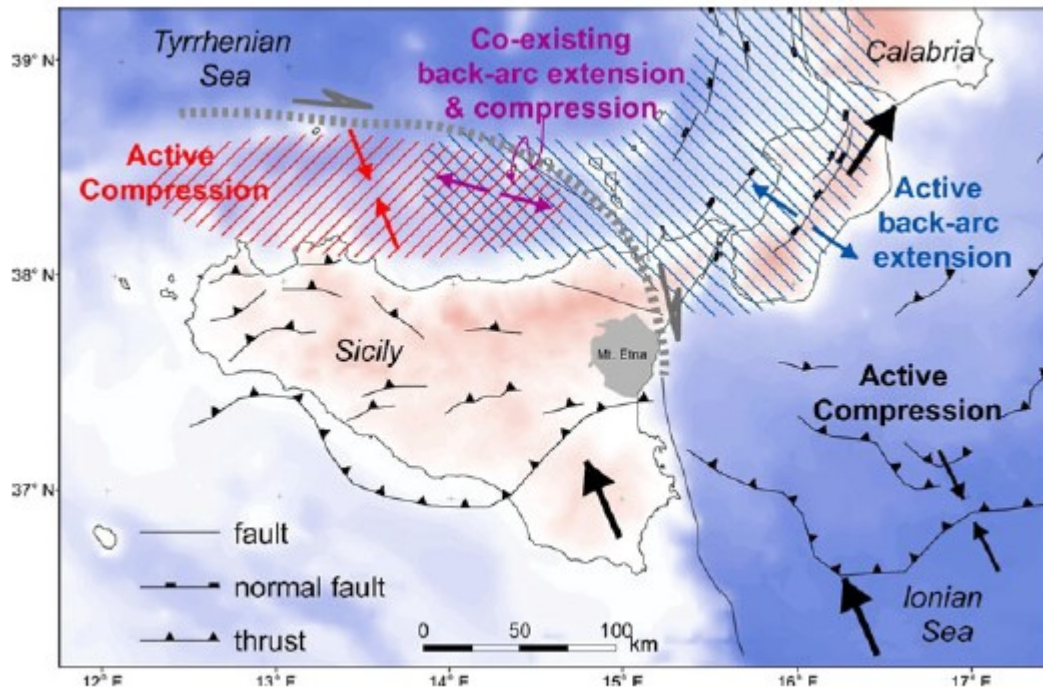 Tyrrhenian
Sea
Co-existing
back-arc extension
& compression
Calabria
Active
Compression
Active
back-arc
extension
Sicily
Mt. Etna
Active
Compression
Ionian
Sea
fault
normal fault
thrust
0 50 100
km
39°N
38°N
37°N
12°E 13°E 14°E 15°E 16°E 17°E